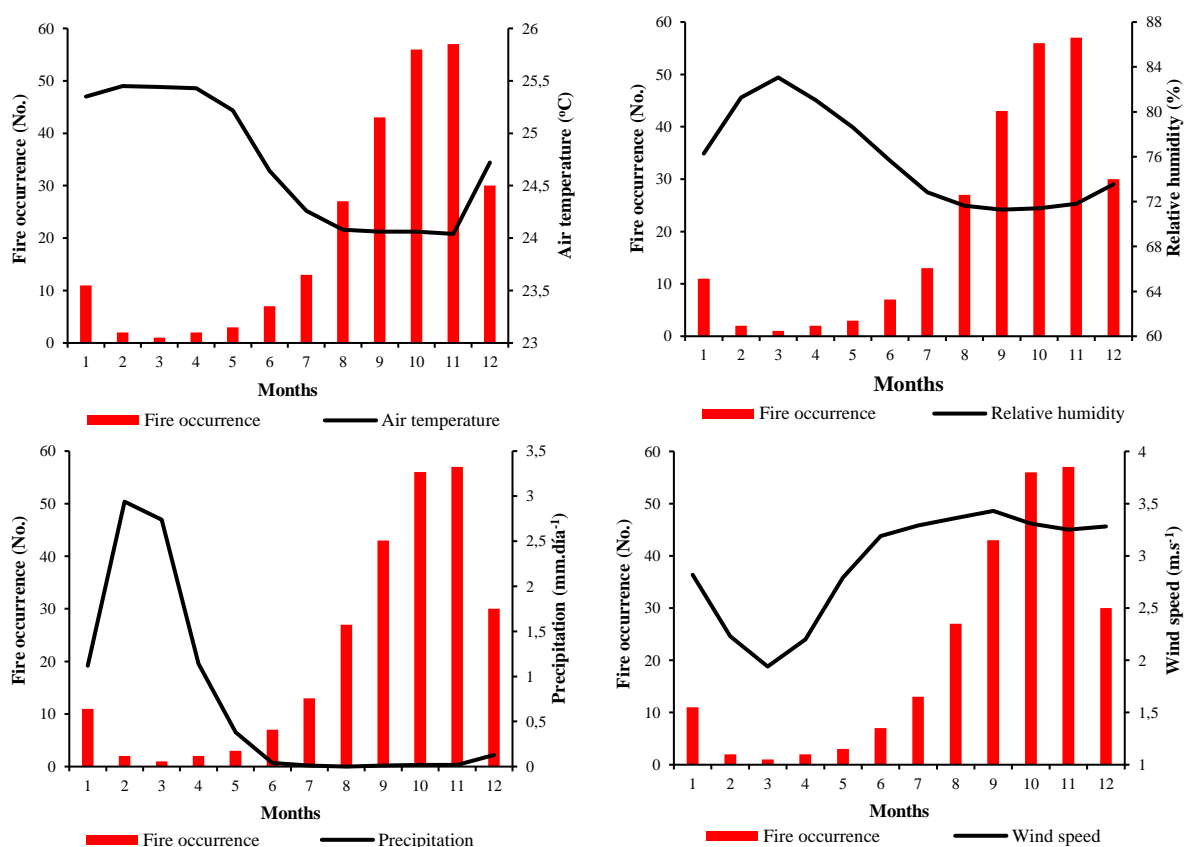 Fire occurrence (No.)
60
50
40
30
20
10
0
26
25,5
25
24,5
24
23,5
23
Air temperature (ºC)
1 2 3 4 5 6 7 8 9 10 11 12
Months
Fire occurrence Air temperature
Fire occurrence (No.)
60
50
40
30
20
10
0
88
84
80
76
72
68
64
60
Relative humidity (%)
1 2 3 4 5 6 7 8 9 10 11 12
Months
Fire occurrence Relative humidity
Fire occurrence (No.)
60
50
40
30
20
10
0
3,5
3
2,5
2
1,5
1
0,5
0
Precipitation (mm.dia⁻¹)
1 2 3 4 5 6 7 8 9 10 11 12
Months
Fire occurrence Precipitation
Fire occurrence (No.)
60
50
40
30
20
10
0
4
3,5
3
2,5
2
1,5
1
Wind speed (m.s⁻¹)
1 2 3 4 5 6 7 8 9 10 11 12
Months
Fire occurrence Wind speed